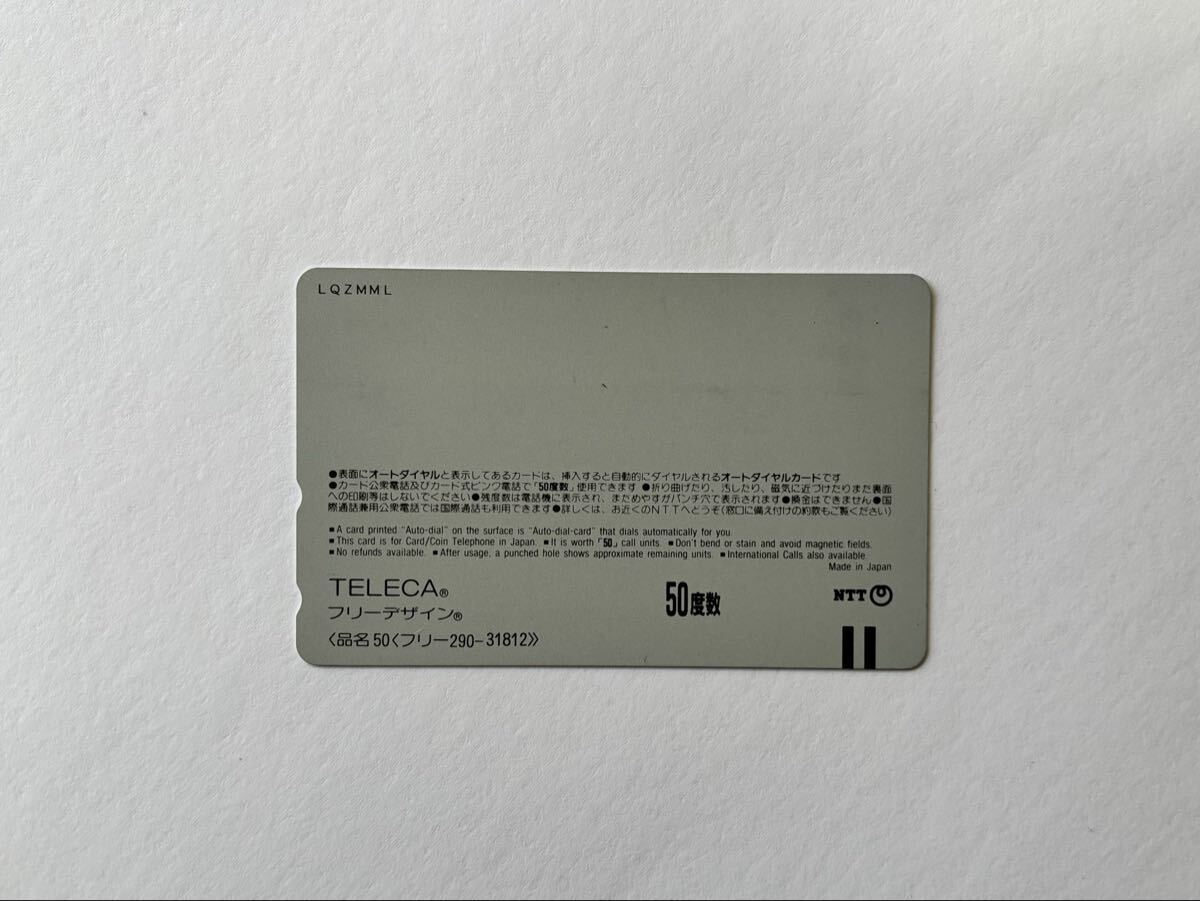 LQZMML
●表面にオートダイヤルと表示してあるカードは、挿入すると自動的にダイヤルされるオートダイヤルカードです
●カード公衆電話及びカード式ピンク電話で「50度数」使用できます ●折り曲げたり、汚したり、磁気に近づけたりまた裏面
への印刷等はしないでください ●残度数は電話機に表示され、まためやすがパンチ穴で表示されます ●換金はできません ●国
際通話兼用公衆電話では国際通話も利用できます ●詳しくは、お近くのNTTへどうぞ(窓口に備え付けの約款もご覧ください)
■A card printed "Auto-dial" on the surface is "Auto-dial-card" that dials automatically for you.
■This card is for Card/Coin Telephone in Japan. ■It is worth「50」call units. ■Don't bend or stain and avoid magnetic fields.
■No refunds available. ■After usage, a punched hole shows approximate remaining units. ■International Calls also available.
Made in Japan
TELECA®
フリーデザイン®
50度数
NTT
〈品名50〈フリー290-31812〉〉